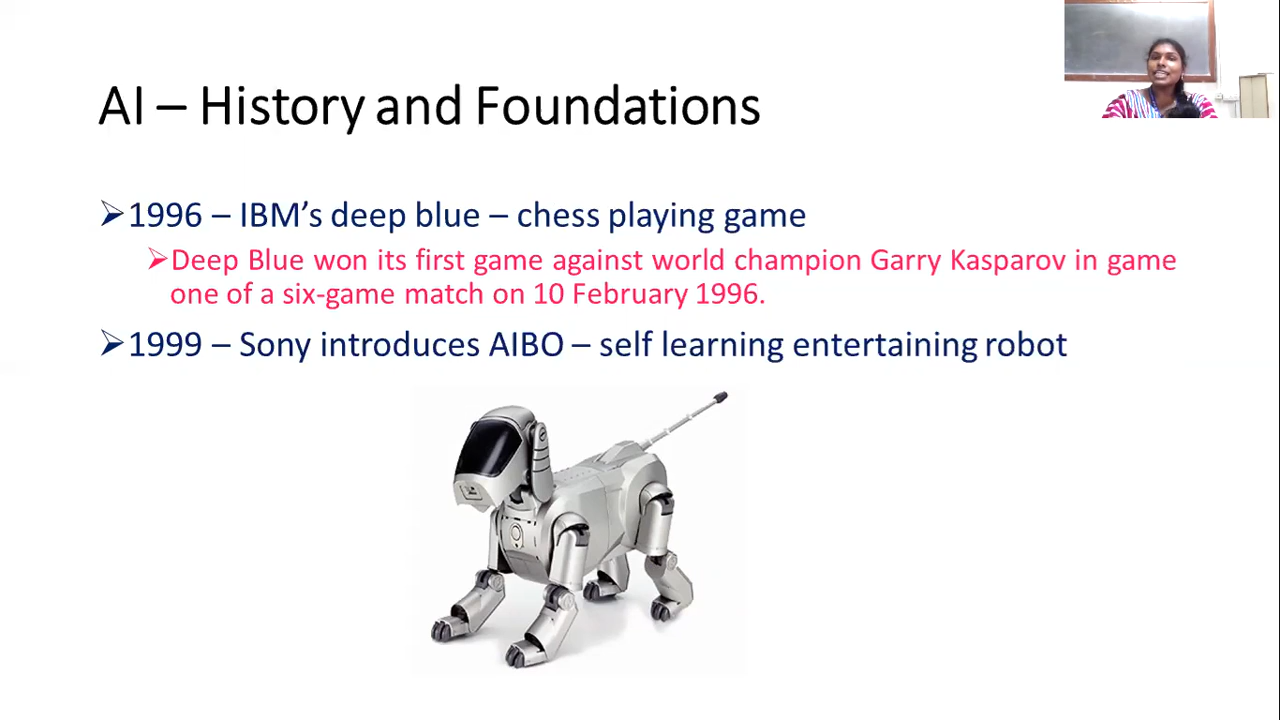 AI – History and Foundations
➢1996 – IBM's deep blue – chess playing game
➢Deep Blue won its first game against world champion Garry Kasparov in game
one of a six-game match on 10 February 1996.
➢1999 – Sony introduces AIBO – self learning entertaining robot